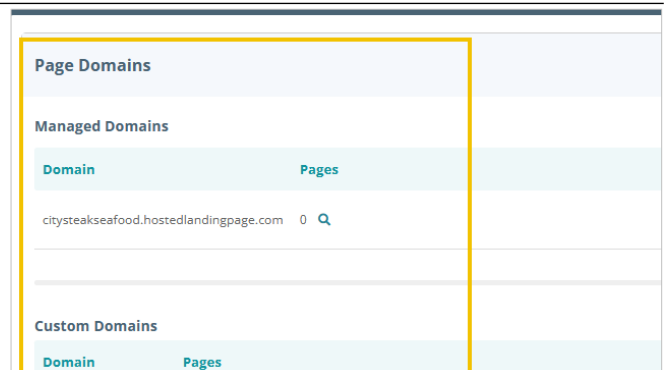 Page Domains
Managed Domains
Domain Pages
citysteakseafood.hostedlandingpage.com 0
Custom Domains
Domain Pages